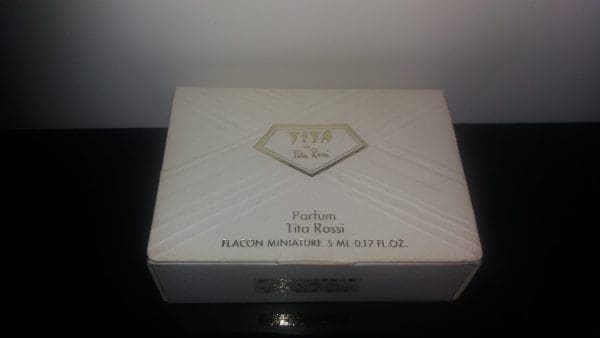 TITA
by
Tita Rossi
Parfum
Tita Rossi
FLACON MINIATURE 5 ML 0.17 FL.OZ.